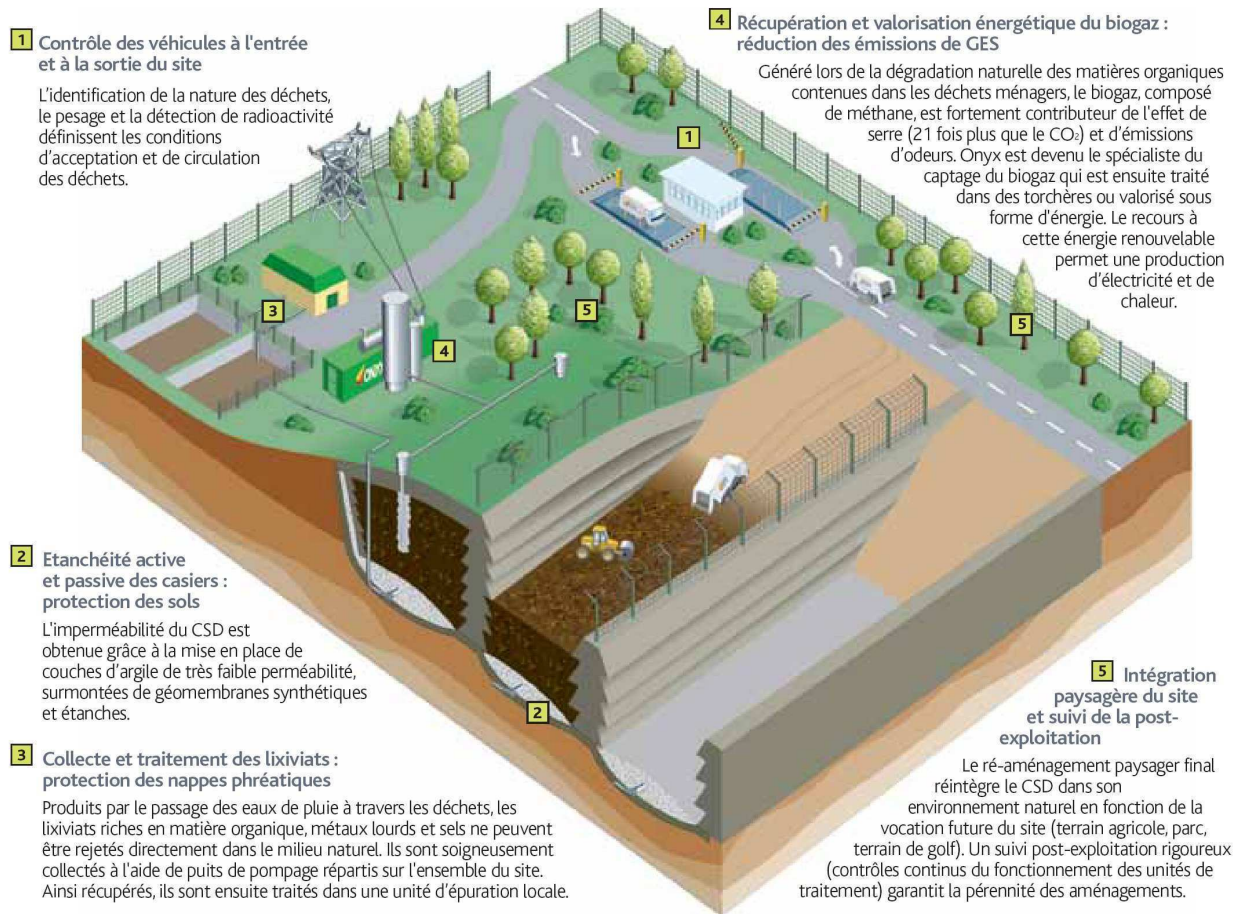 1 Contrôle des véhicules à l'entrée
et à la sortie du site
L'identification de la nature des déchets,
le pesage et la détection de radioactivité
définissent les conditions
d'acceptation et de circulation
des déchets.
4 Récupération et valorisation énergétique du biogaz :
réduction des émissions de GES
Généré lors de la dégradation naturelle des matières organiques
contenues dans les déchets ménagers, le biogaz, composé
de méthane, est fortement contributeur de l'effet de
serre (21 fois plus que le CO₂) et d'émissions
d'odeurs. Onyx est devenu le spécialiste du
captage du biogaz qui est ensuite traité
dans des torchères ou valorisé sous
forme d'énergie. Le recours à
cette énergie renouvelable
permet une production
d'électricité et de
chaleur.
1
3
5
5
4
2 Etanchéité active
et passive des casiers :
protection des sols
L'imperméabilité du CSD est
obtenue grâce à la mise en place de
couches d'argile de très faible perméabilité,
surmontées de géomembranes synthétiques
et étanches.
2
3 Collecte et traitement des lixiviats :
protection des nappes phréatiques
Produits par le passage des eaux de pluie à travers les déchets, les
lixiviats riches en matière organique, métaux lourds et sels ne peuvent
être rejetés directement dans le milieu naturel. Ils sont soigneusement
collectés à l'aide de puits de pompage répartis sur l'ensemble du site.
Ainsi récupérés, ils sont ensuite traités dans une unité d'épuration locale.
5 Intégration
paysagère du site
et suivi de la post-
exploitation
Le ré-aménagement paysager final
réintègre le CSD dans son
environnement naturel en fonction de la
vocation future du site (terrain agricole, parc,
terrain de golf). Un suivi post-exploitation rigoureux
(contrôles continus du fonctionnement des unités de
traitement) garantit la pérennité des aménagements.